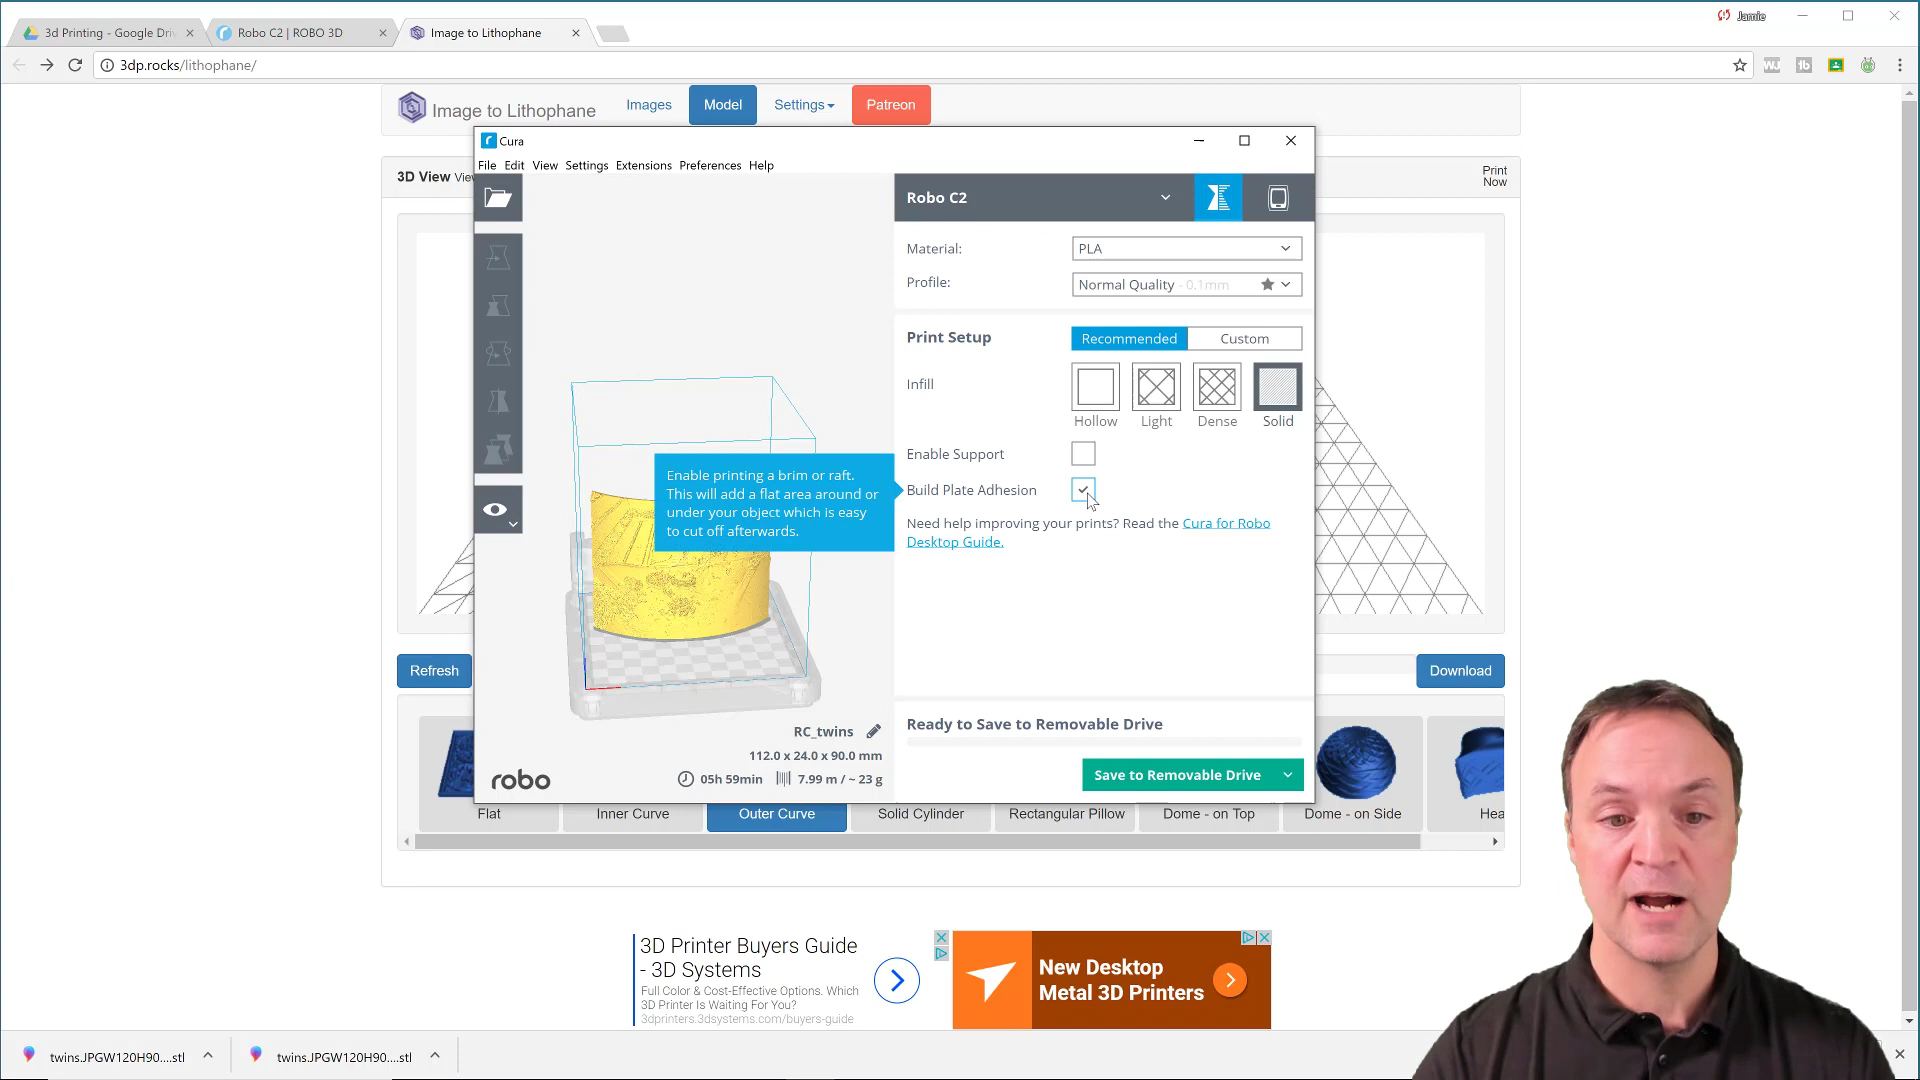 3d Printing - Google Driv
Robo C2 | ROBO 3D
Image to Lithophane
Jamie
3dp.rocks/lithophane/
Image to Lithophane
Images
Model
Settings
Patreon
3D View
Print
Now
Cura
File Edit View Settings Extensions Preferences Help
Robo C2
Material:
PLA
Profile:
Normal Quality - 0.1mm
Print Setup
Recommended
Custom
Infill
Hollow
Light
Dense
Solid
Enable Support
Build Plate Adhesion
Enable printing a brim or raft.
This will add a flat area around or
under your object which is easy
to cut off afterwards.
Need help improving your prints? Read the Cura for Robo
Desktop Guide.
Refresh
Download
RC_twins
112.0 x 24.0 x 90.0 mm
05h 59min
7.99 m / ~ 23 g
robo
Ready to Save to Removable Drive
Save to Removable Drive
Flat
Inner Curve
Outer Curve
Solid Cylinder
Rectangular Pillow
Dome - on Top
Dome - on Side
Hea
3D Printer Buyers Guide
- 3D Systems
Full Color & Cost-Effective Options. Which
3D Printer Is Waiting For You?
3dprinters.3dsystems.com/buyers-guide
New Desktop
Metal 3D Printers
twins.JPGW120H90....stl
twins.JPGW120H90....stl